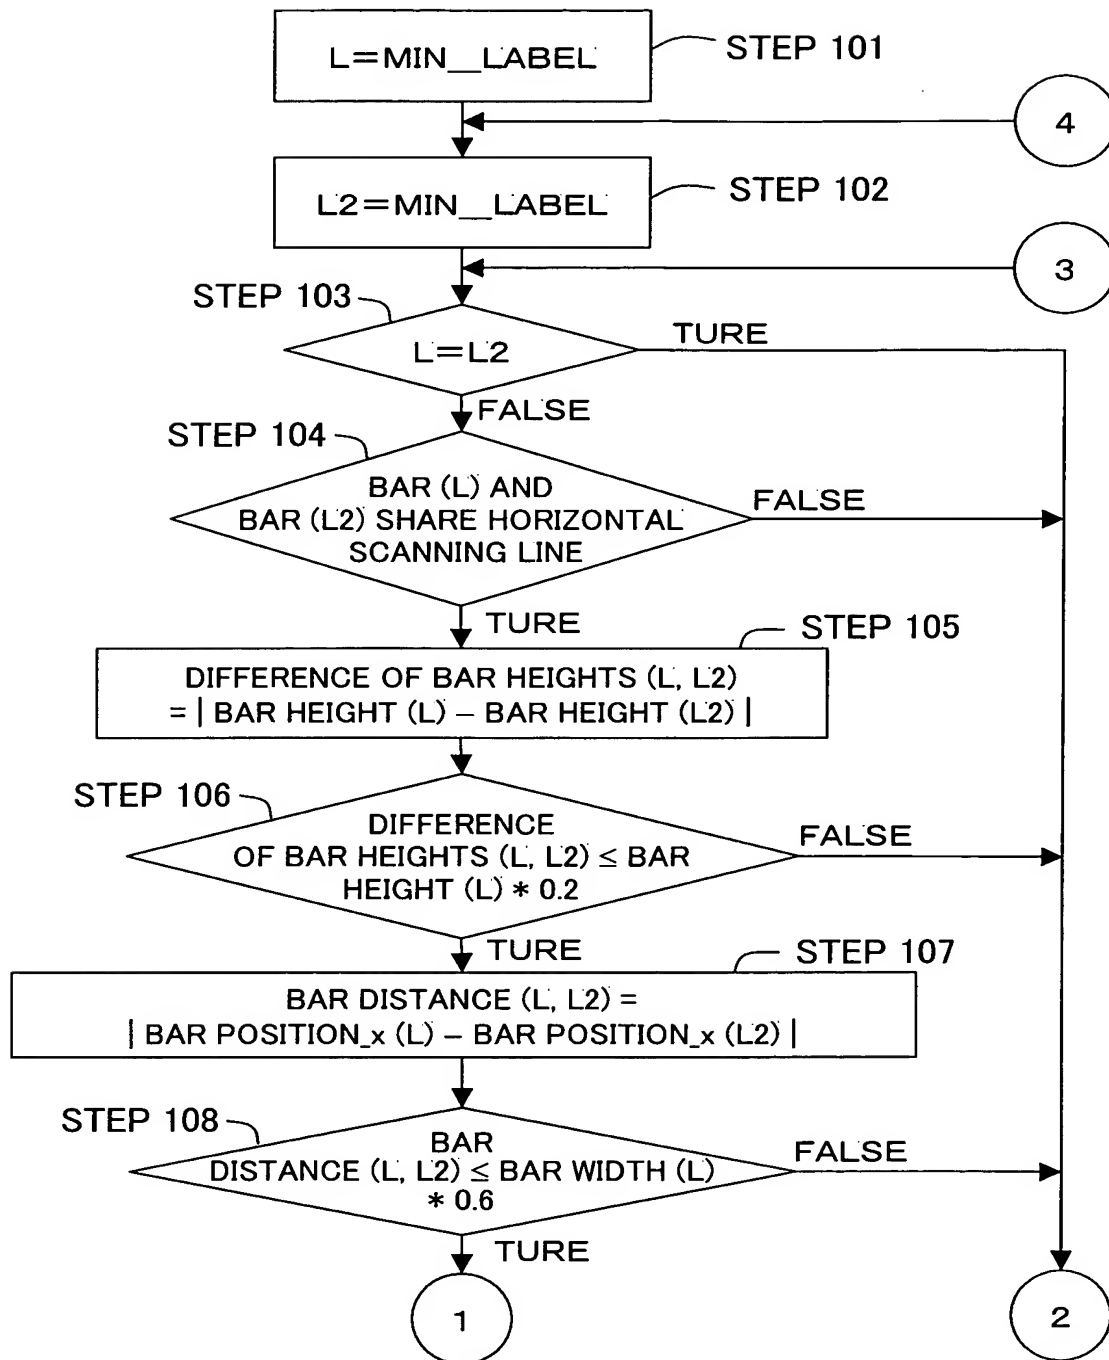 L=MIN__LABEL
STEP 101
4
L2=MIN__LABEL
STEP 102
3
STEP 103
L=L2
TURE
FALSE
STEP 104
BAR (L) AND
BAR (L2) SHARE HORIZONTAL
SCANNING LINE
FALSE
TURE
STEP 105
DIFFERENCE OF BAR HEIGHTS (L, L2)
= | BAR HEIGHT (L) – BAR HEIGHT (L2) |
STEP 106
DIFFERENCE
OF BAR HEIGHTS (L, L2) ≤ BAR
HEIGHT (L) * 0.2
FALSE
TURE
STEP 107
BAR DISTANCE (L, L2) =
| BAR POSITION_x (L) – BAR POSITION_x (L2) |
STEP 108
BAR
DISTANCE (L, L2) ≤ BAR WIDTH (L)
* 0.6
FALSE
TURE
1
2